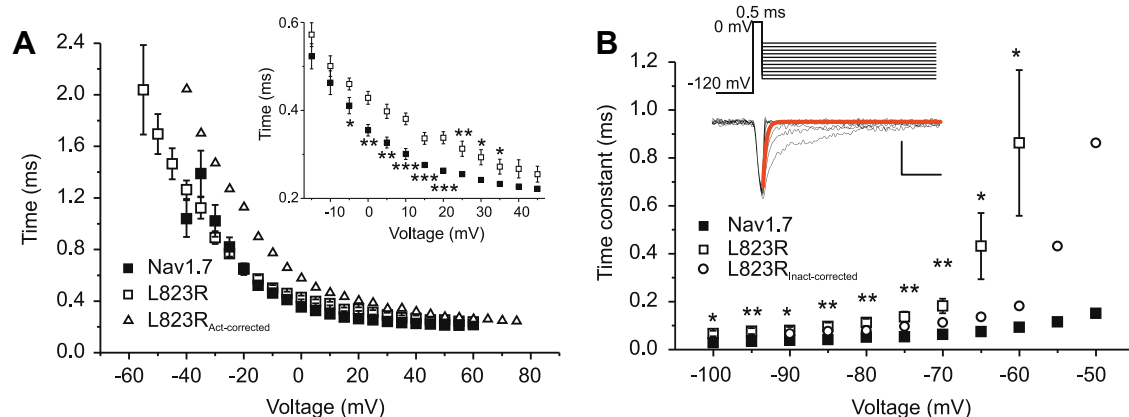 A
Time (ms)
2.4
2.0
1.6
1.2
0.8
0.4
0.0
-60 -40 -20 0 20 40 60 80
Voltage (mV)
Nav1.7
L823R
L823R Act-corrected
Time (ms)
0.6
0.4
0.2
-10 0 10 20 30 40
Voltage (mV)
* ** ** *** *** *** ** * *
B
0.5 ms
0 mV
-120 mV
Time constant (ms)
1.2
1.0
0.8
0.6
0.4
0.2
0.0
-100 -90 -80 -70 -60 -50
Voltage (mV)
Nav1.7
L823R
L823R Inact-corrected
* ** * ** ** ** ** * *